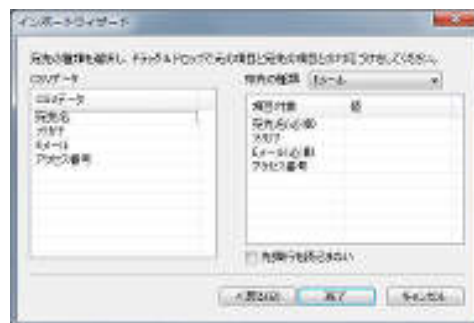 インポートウィザード
宛先の種類を選択し、ドラッグ&ドロップで元の項目と宛先の項目とを関連づけをしてください。
CSVデータ
宛先の種類 Eメール
CSVデータ
宛先名
フリガナ
Eメール
アクセス番号
項目対象 値
宛先名(必須)
フリガナ
Eメール(必須)
アクセス番号
先頭行を読込まない
< 戻る(B)
完了
キャンセル